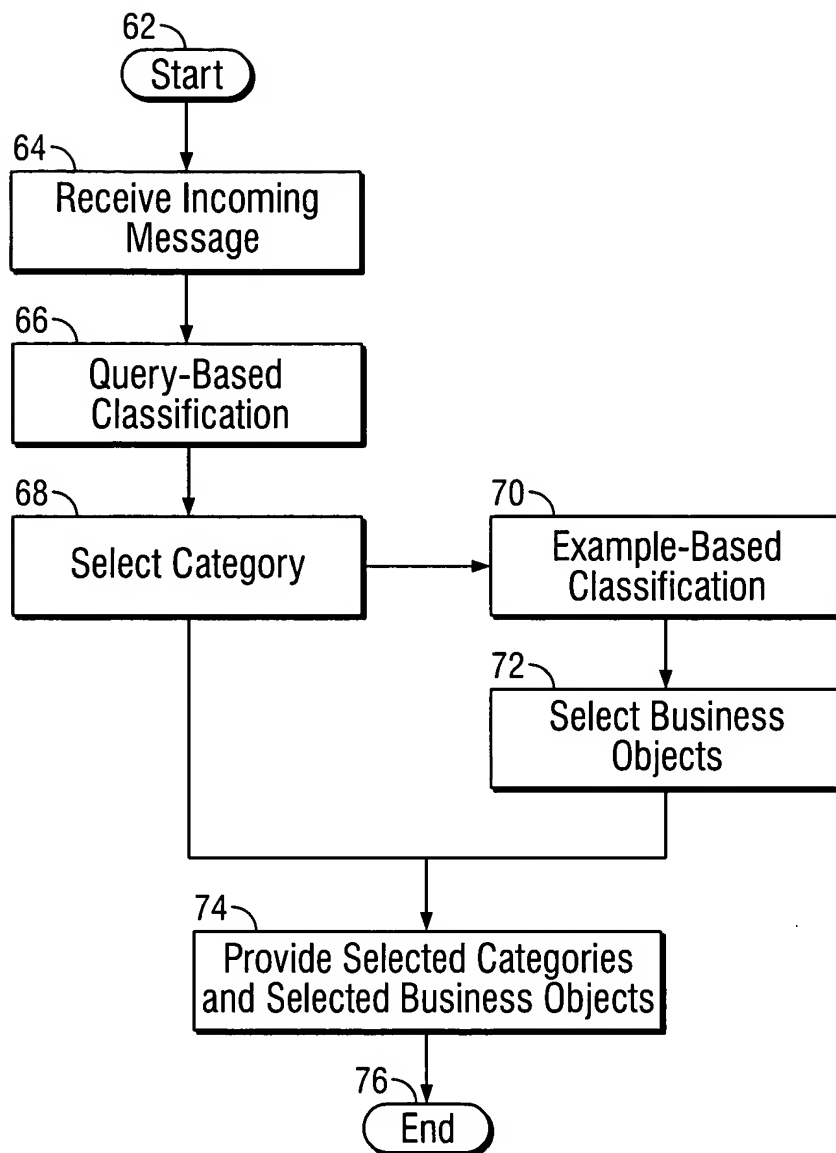 62
Start
64
Receive Incoming
Message
66
Query-Based
Classification
68
Select Category
70
Example-Based
Classification
72
Select Business
Objects
74
Provide Selected Categories
and Selected Business Objects
76
End